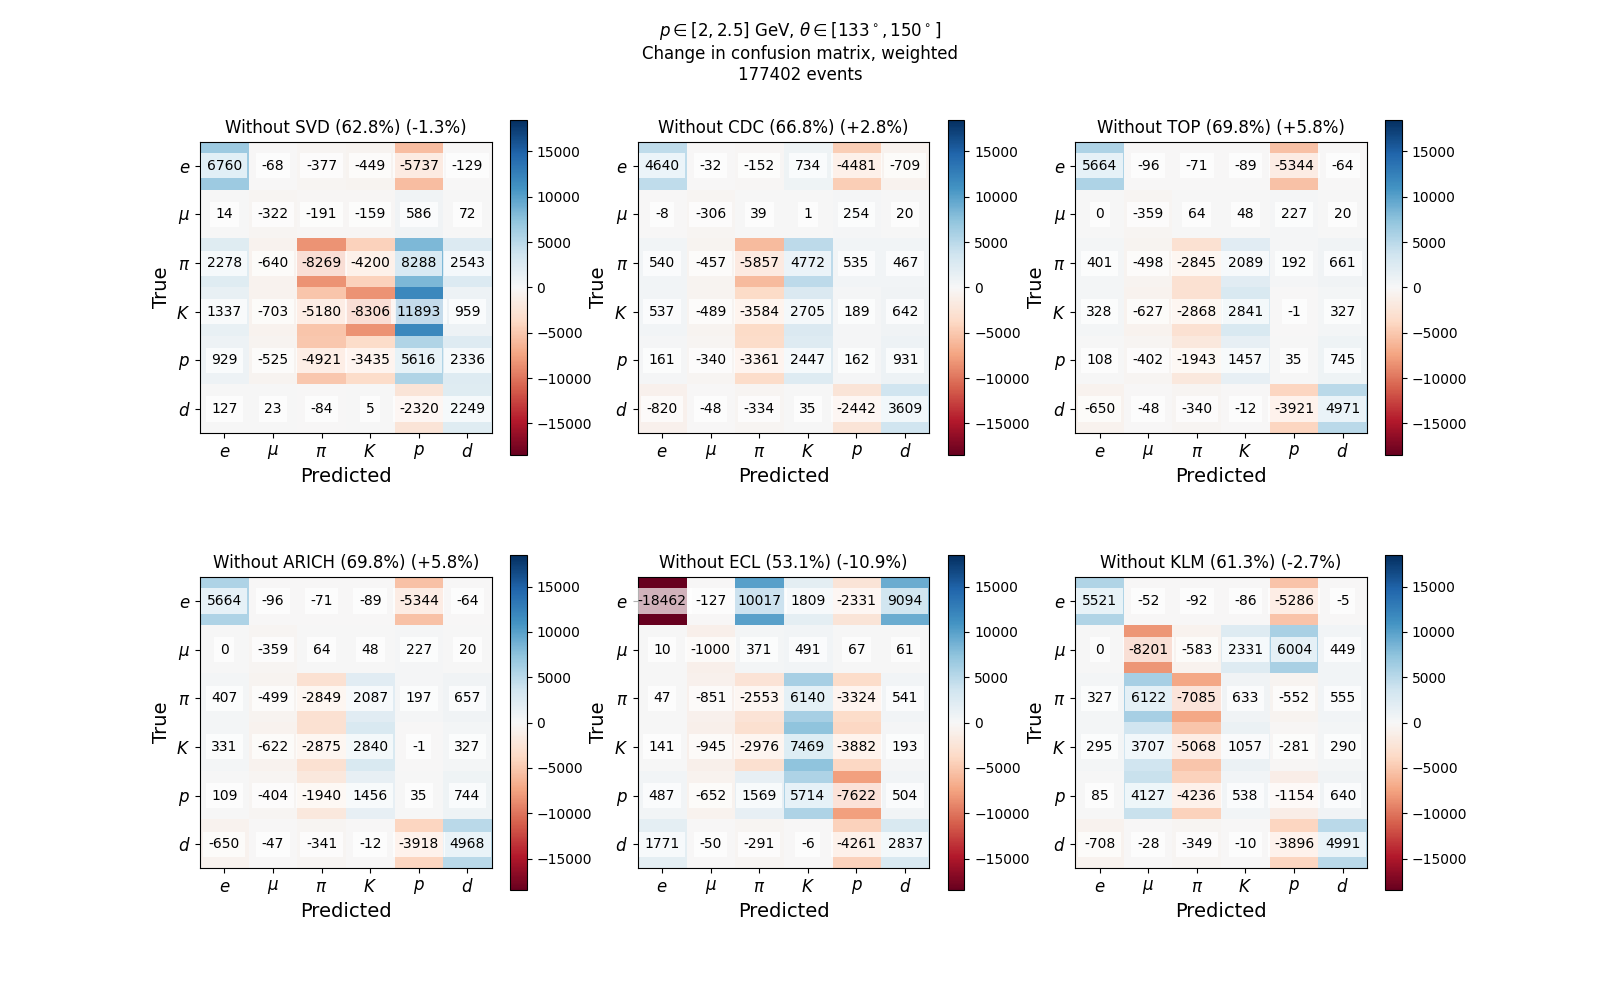 p ∈ [2, 2.5] GeV, θ ∈ [133°, 150°]
Change in confusion matrix, weighted
177402 events
Without SVD (62.8%) (-1.3%)
e 6760 -68 -377 -449 -5737 -129
μ 14 -322 -191 -159 586 72
π 2278 -640 -8269 -4200 8288 2543
K 1337 -703 -5180 -8306 11893 959
p 929 -525 -4921 -3435 5616 2336
d 127 23 -84 5 -2320 2249
e μ π K p d
True
Predicted
15000
10000
5000
0
−5000
−10000
−15000
Without CDC (66.8%) (+2.8%)
e 4640 -32 -152 734 -4481 -709
μ -8 -306 39 1 254 20
π 540 -457 -5857 4772 535 467
K 537 -489 -3584 2705 189 642
p 161 -340 -3361 2447 162 931
d -820 -48 -334 35 -2442 3609
e μ π K p d
True
Predicted
15000
10000
5000
0
−5000
−10000
−15000
Without TOP (69.8%) (+5.8%)
e 5664 -96 -71 -89 -5344 -64
μ 0 -359 64 48 227 20
π 401 -498 -2845 2089 192 661
K 328 -627 -2868 2841 -1 327
p 108 -402 -1943 1457 35 745
d -650 -48 -340 -12 -3921 4971
e μ π K p d
True
Predicted
15000
10000
5000
0
−5000
−10000
−15000
Without ARICH (69.8%) (+5.8%)
e 5664 -96 -71 -89 -5344 -64
μ 0 -359 64 48 227 20
π 407 -499 -2849 2087 197 657
K 331 -622 -2875 2840 -1 327
p 109 -404 -1940 1456 35 744
d -650 -47 -341 -12 -3918 4968
e μ π K p d
True
Predicted
15000
10000
5000
0
−5000
−10000
−15000
Without ECL (53.1%) (-10.9%)
e -18462 -127 10017 1809 -2331 9094
μ 10 -1000 371 491 67 61
π 47 -851 -2553 6140 -3324 541
K 141 -945 -2976 7469 -3882 193
p 487 -652 1569 5714 -7622 504
d 1771 -50 -291 -6 -4261 2837
e μ π K p d
True
Predicted
15000
10000
5000
0
−5000
−10000
−15000
Without KLM (61.3%) (-2.7%)
e 5521 -52 -92 -86 -5286 -5
μ 0 -8201 -583 2331 6004 449
π 327 6122 -7085 633 -552 555
K 295 3707 -5068 1057 -281 290
p 85 4127 -4236 538 -1154 640
d -708 -28 -349 -10 -3896 4991
e μ π K p d
True
Predicted
15000
10000
5000
0
−5000
−10000
−15000